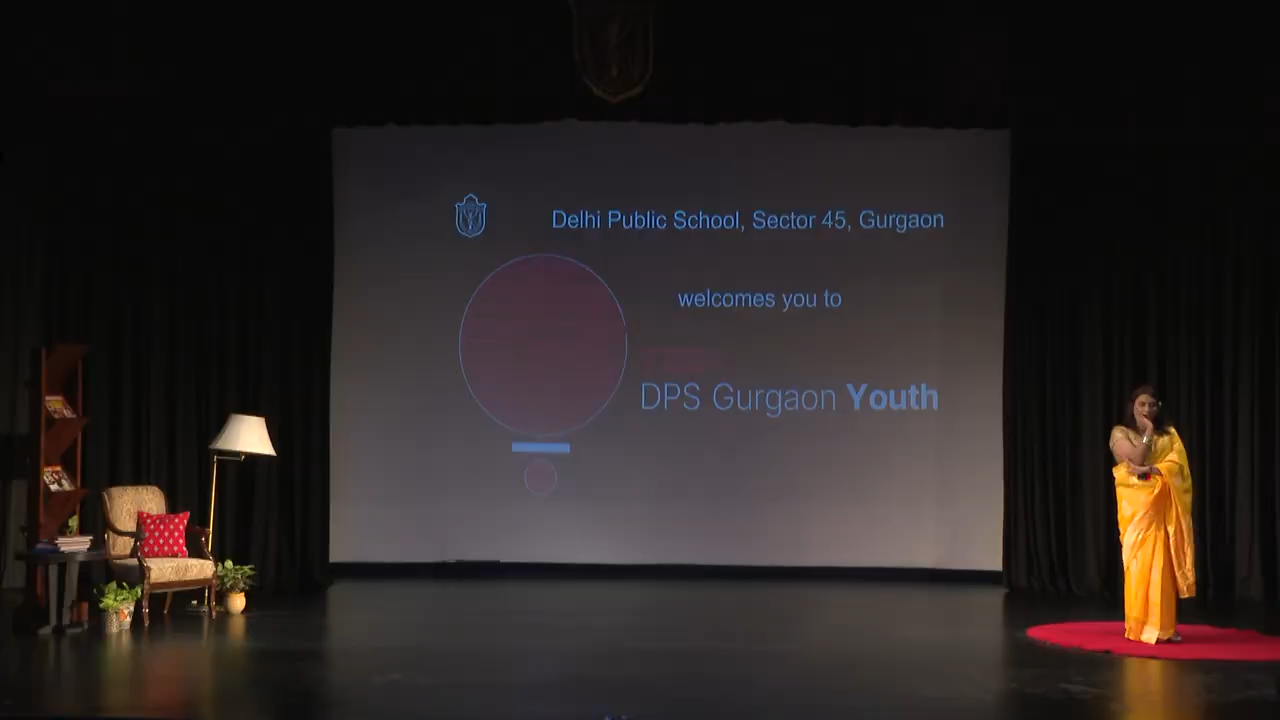 Delhi Public School, Sector 45, Gurgaon
welcomes you to
DPS Gurgaon Youth